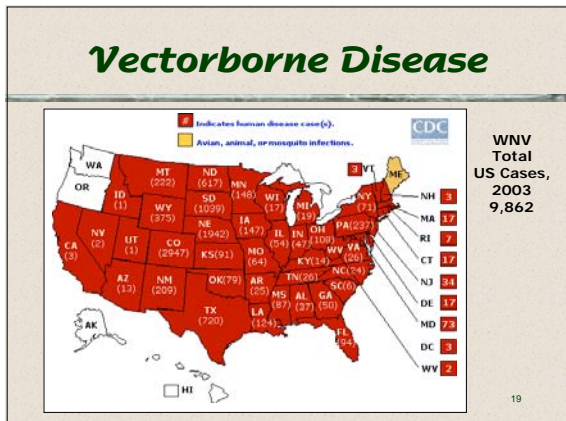 Vectorborne Disease
# Indicates human disease case(s).
Avian, animal, or mosquito infections.
CDC
WNV
Total
US Cases,
2003
9,862
WA
OR
MT
(222)
ND
(617)
MN
(148)
ID
(1)
WY
(375)
SD
(1039)
WI
(17)
MI
(19)
3 VT
ME
NY
(71)
NV
(2)
UT
(1)
CO
(2947)
NE
(1942)
IA
(147)
IL
(54)
IN
(47)
OH
(108)
PA(237)
CA
(3)
KS(91)
MO
(64)
KY(14)
WV
VA
(26)
AZ
(13)
NM
(209)
OK(79)
AR
(25)
TN(26)
NC(24)
SC(6)
TX
(720)
LA
(124)
MS
(87)
AL
(37)
GA
(50)
FL
(94)
AK
HI
NH 3
MA 17
RI 7
CT 17
NJ 34
DE 17
MD 73
DC 3
WV 2
19